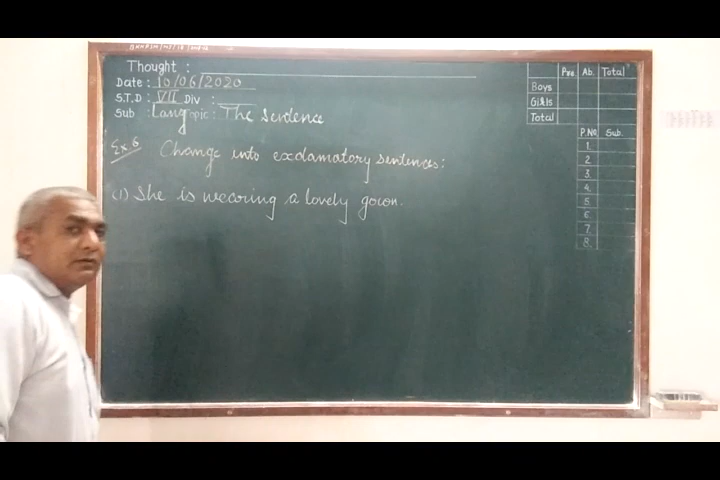 Thought :
Date : 10/06/2020
S.T.D : VII Div :
Sub : Lang Topic : The sentence
Ex 6 Change into exclamatory sentences :
(1) She is wearing a lovely gown.
Pre. Ab. Total
Boys
Girls
Total
P.No. Sub.
1.
2
3.
4.
5.
6.
7.
8.